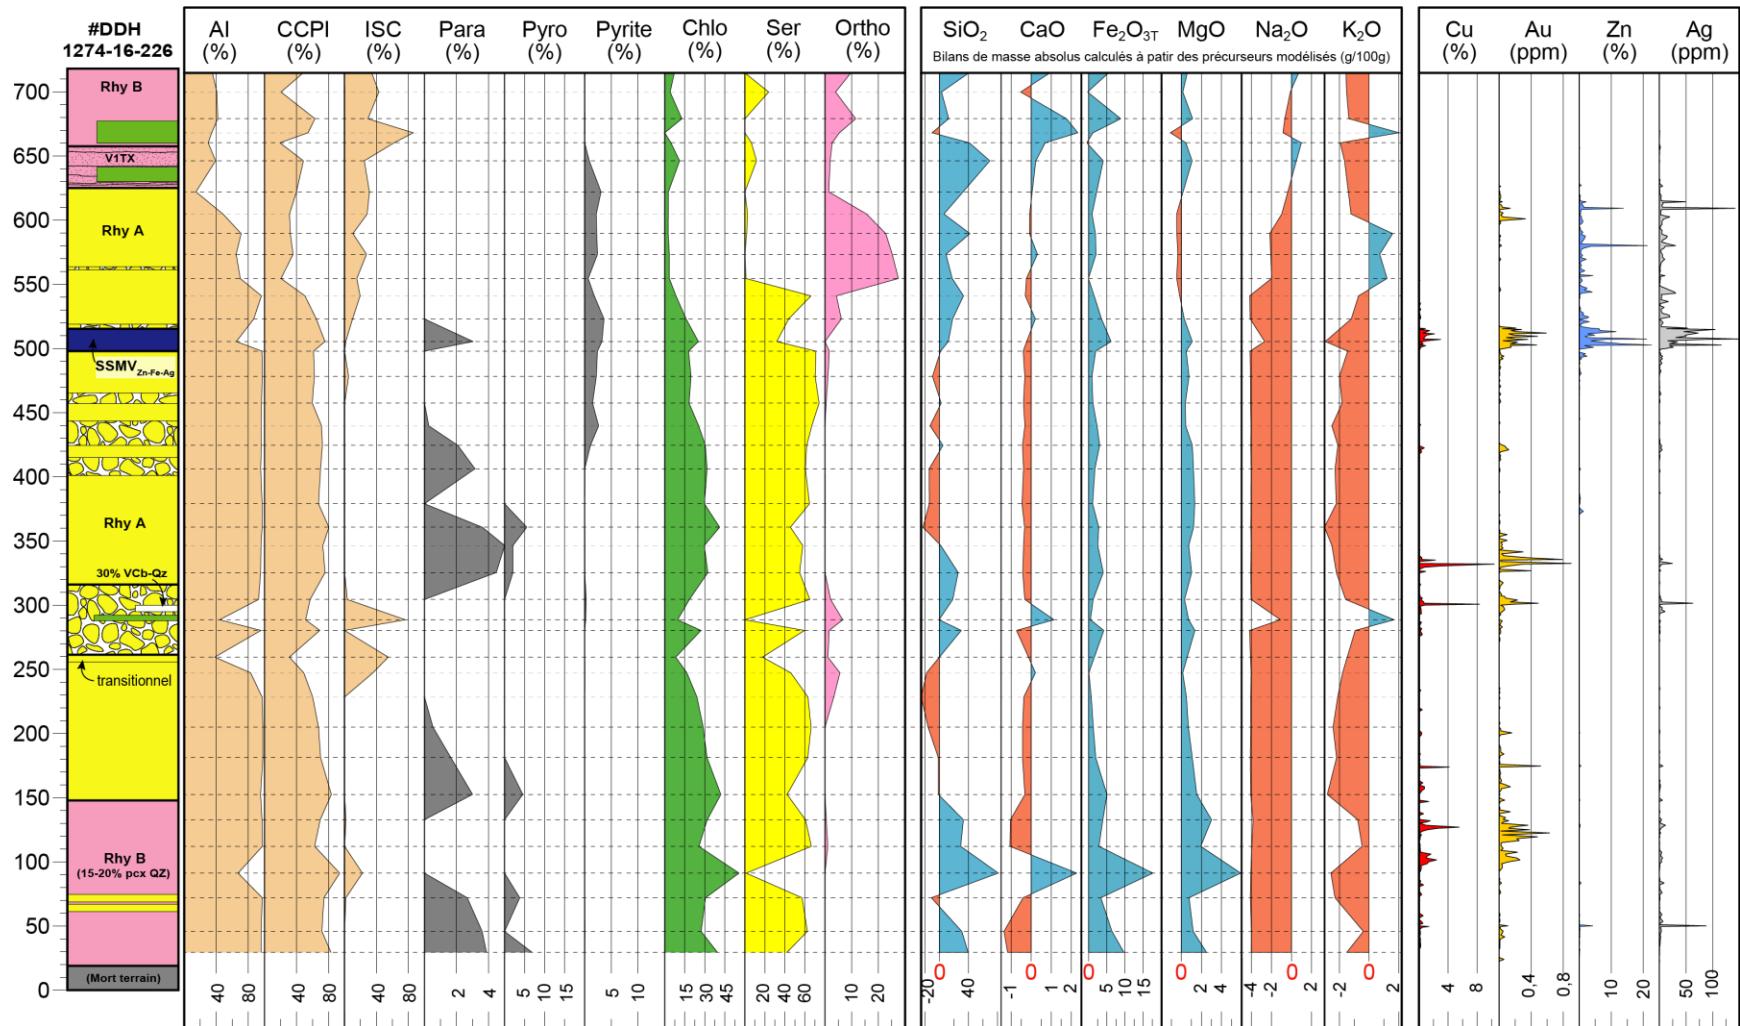 #DDH
1274-16-226
AI
(%)
CCPI
(%)
ISC
(%)
Para
(%)
Pyro
(%)
Pyrite
(%)
Chlo
(%)
Ser
(%)
Ortho
(%)
SiO₂
CaO
Fe₂O₃T
MgO
Na₂O
K₂O
Bilans de masse absolus calculés à patir des précurseurs modélisés (g/100g)
Cu
(%)
Au
(ppm)
Zn
(%)
Ag
(ppm)
700
650
600
550
500
450
400
350
300
250
200
150
100
50
0
Rhy B
V1TX
Rhy A
SSMV Zn-Fe-Ag
Rhy A
30% VCb-Qz
transitionnel
Rhy B
(15-20% pcx QZ)
(Mort terrain)
0 0 0 0 0 0
40 80
40 80
40 80
2 4
5 10 15
5 10
15 30 45
20 40 60
10 20
-20 40
-1 1 2
5 10 15
2 4
-4 -2
2
4 8
0,4 0,8
10 20
50 100